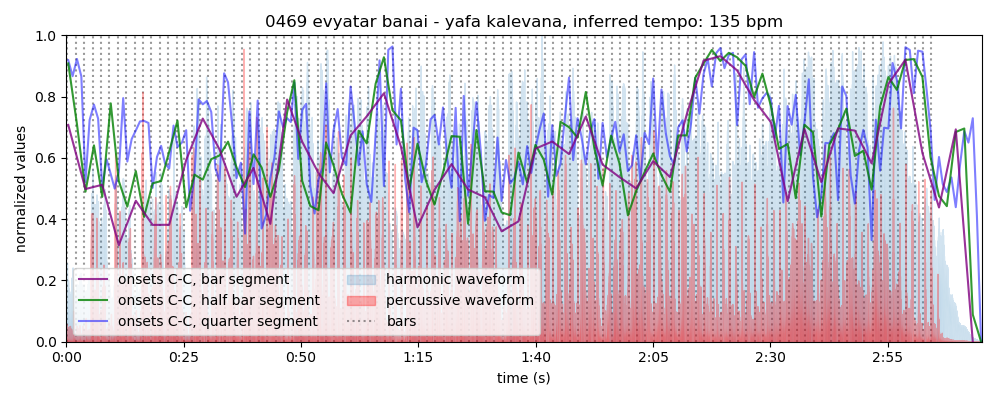 0469 evyatar banai - yafa kalevana, inferred tempo: 135 bpm
1.0
0.8
0.6
0.4
0.2
0.0
normalized values
onsets C-C, bar segment
onsets C-C, half bar segment
onsets C-C, quarter segment
harmonic waveform
percussive waveform
bars
0:00 0:25 0:50 1:15 1:40 2:05 2:30 2:55
time (s)